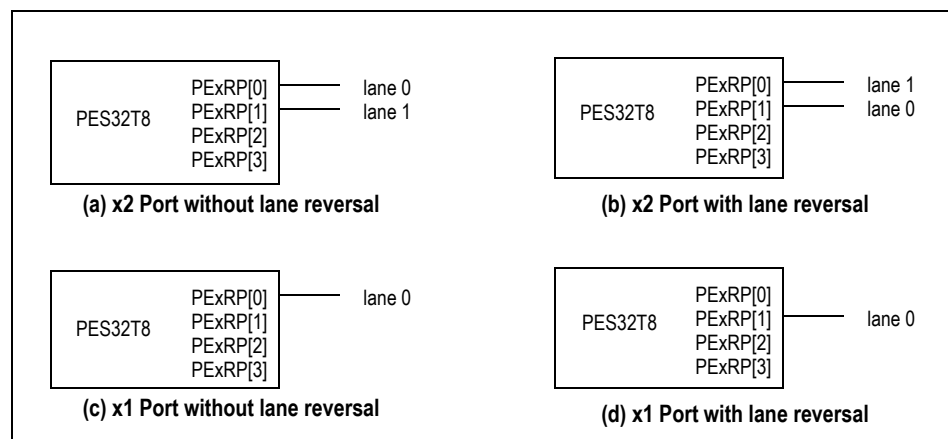 PES32T8
PExRP[0] lane 0
PExRP[1] lane 1
PExRP[2]
PExRP[3]
(a) x2 Port without lane reversal
PES32T8
PExRP[0] lane 1
PExRP[1] lane 0
PExRP[2]
PExRP[3]
(b) x2 Port with lane reversal
PES32T8
PExRP[0] lane 0
PExRP[1]
PExRP[2]
PExRP[3]
(c) x1 Port without lane reversal
PES32T8
PExRP[0]
PExRP[1] lane 0
PExRP[2]
PExRP[3]
(d) x1 Port with lane reversal